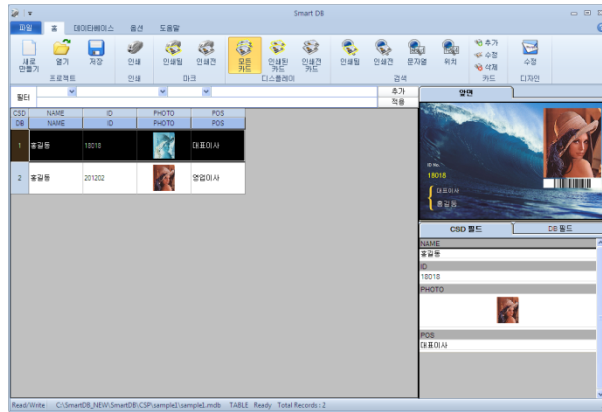 Smart DB
파일 홈 데이타베이스 옵션 도움말
새로 만들기 열기 저장 인쇄 인쇄됨 인쇄전 모든 카드 인쇄된 카드 인쇄전 카드 인쇄됨 인쇄전 문자열 위치 추가 수정 삭제 수정
프로젝트 인쇄 마크 디스플레이 검색 카드 디자인
필터 추가
적용
앞면
CSD NAME ID PHOTO POS
DB NAME ID PHOTO POS
1 홍길동 18018 대표이사
2 홍길동 201202 영업이사
ID No.
18018
대표이사
홍길동
CSD 필드 DB 필드
NAME
홍길동
ID
18018
PHOTO
POS
대표이사
Read/Write : C:\SmartDB_NEW\SmartDB\CSP\sample1\sample1.mdb TABLE Ready Total Records : 2